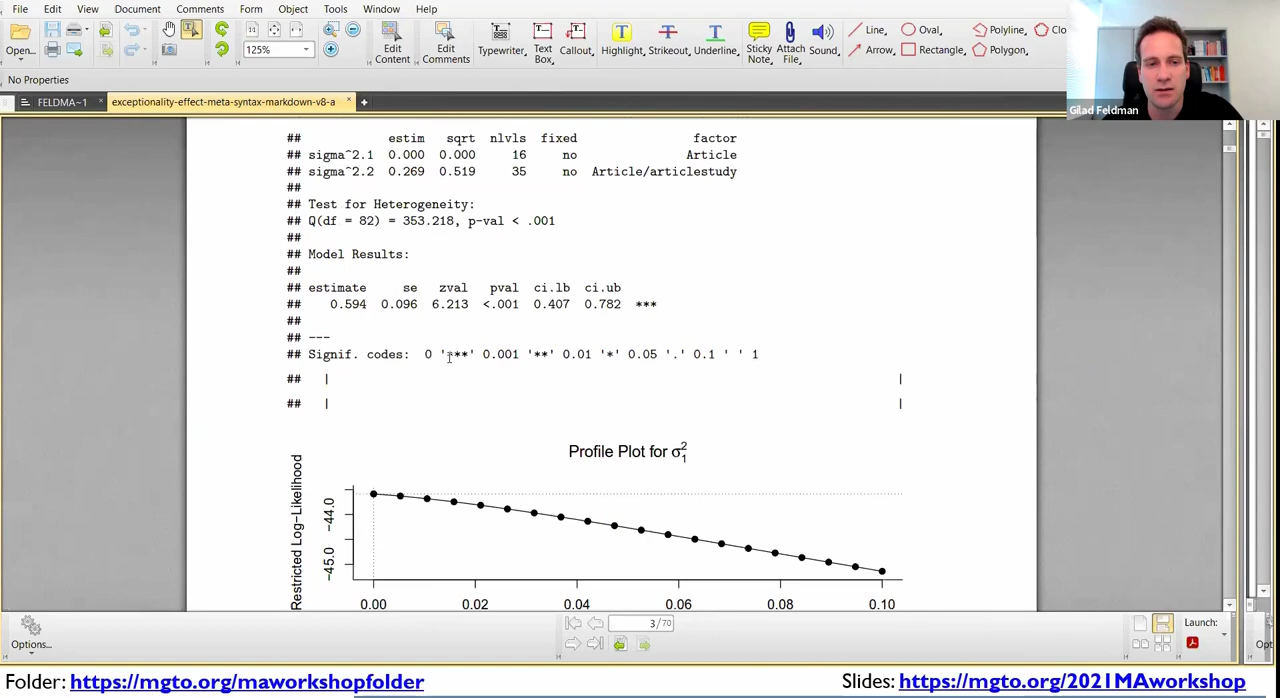 File Edit View Document Comments Form Object Tools Window Help
Open... 125% Edit Content Edit Comments Typewriter, Text Box, Callout, Highlight, Strikeout, Underline, Sticky Note, Attach File, Sound, Line, Arrow, Oval, Rectangle, Polyline, Polygon, Clo
No Properties
FELDMA~1 exceptionality-effect-meta-syntax-markdown-v8-a
Gilad Feldman
## estim sqrt nlvls fixed factor
## sigma^2.1 0.000 0.000 16 no Article
## sigma^2.2 0.269 0.519 35 no Article/articlestudy
##
## Test for Heterogeneity:
## Q(df = 82) = 353.218, p-val < .001
##
## Model Results:
##
## estimate se zval pval ci.lb ci.ub
## 0.594 0.096 6.213 <.001 0.407 0.782 ***
##
## ---
## Signif. codes: 0 '***' 0.001 '**' 0.01 '*' 0.05 '.' 0.1 ' ' 1
## | |
## | |
Profile Plot for σ²₁
Restricted Log−Likelihood
−44.0
−45.0
0.00 0.02 0.04 0.06 0.08 0.10
Options... 3/70 Launch:
Opt
Folder: https://mgto.org/maworkshopfolder Slides: https://mgto.org/2021MAworkshop